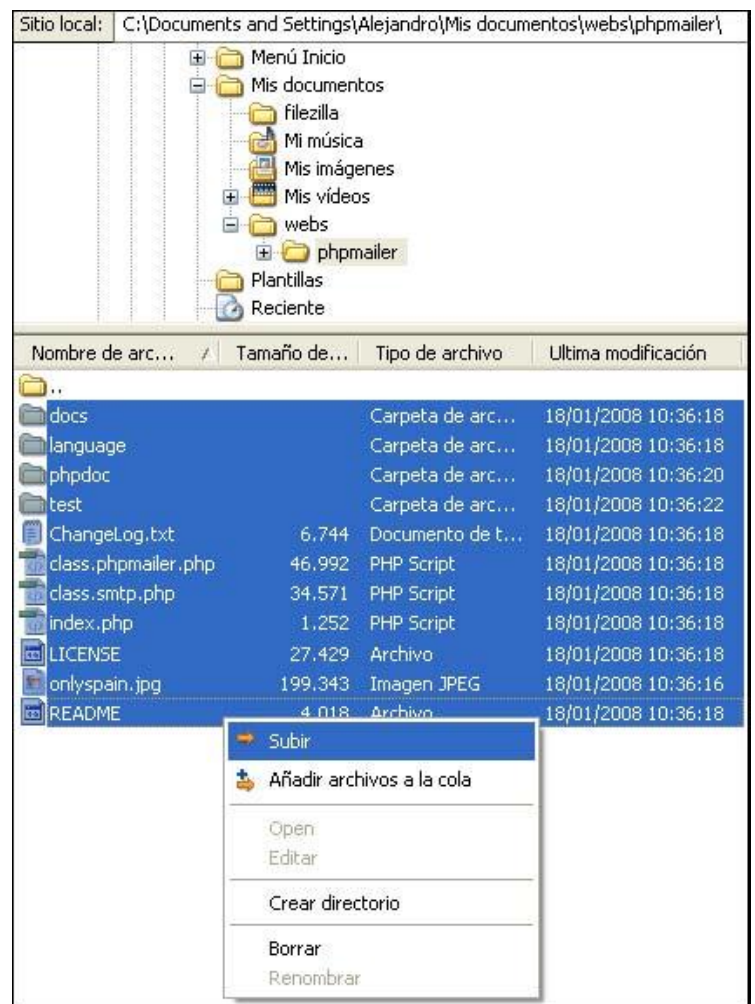 Sitio local: C:\Documents and Settings\Alejandro\Mis documentos\webs\phpmailer\
Menú Inicio
Mis documentos
filezilla
Mi música
Mis imágenes
Mis vídeos
webs
phpmailer
Plantillas
Reciente
Nombre de arc... / Tamaño de... Tipo de archivo Ultima modificación
..
docs Carpeta de arc... 18/01/2008 10:36:18
language Carpeta de arc... 18/01/2008 10:36:18
phpdoc Carpeta de arc... 18/01/2008 10:36:20
test Carpeta de arc... 18/01/2008 10:36:22
ChangeLog.txt 6.744 Documento de t... 18/01/2008 10:36:18
class.phpmailer.php 46.992 PHP Script 18/01/2008 10:36:18
class.smtp.php 34.571 PHP Script 18/01/2008 10:36:18
index.php 1.252 PHP Script 18/01/2008 10:36:18
LICENSE 27.429 Archivo 18/01/2008 10:36:18
onlyspain.jpg 199.343 Imagen JPEG 18/01/2008 10:36:16
README 4.018 Archivo 18/01/2008 10:36:18
Subir
Añadir archivos a la cola
Open
Editar
Crear directorio
Borrar
Renombrar